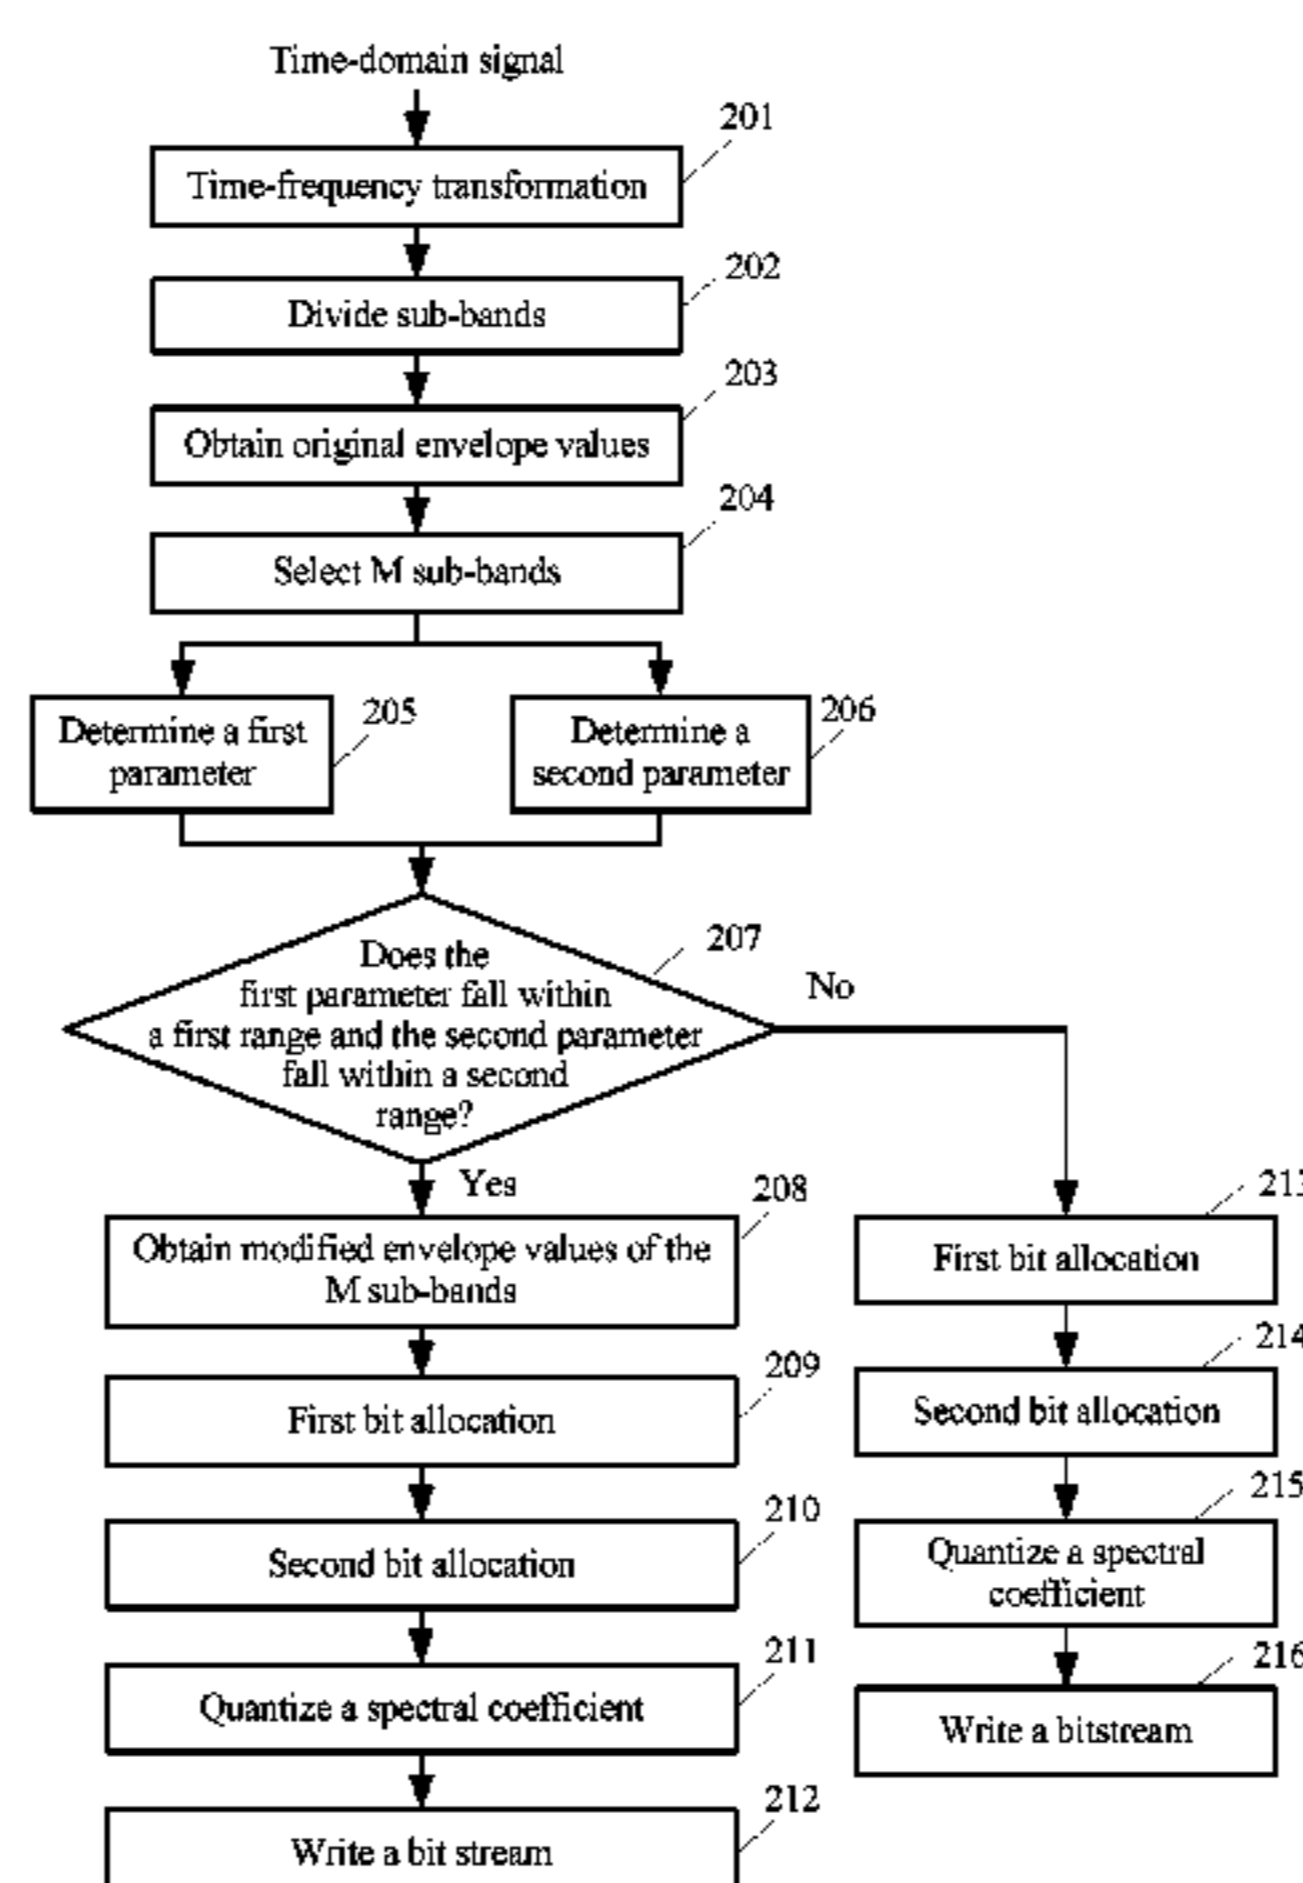 Time-domain signal
201
Time-frequency transformation
202
Divide sub-bands
203
Obtain original envelope values
204
Select M sub-bands
Determine a first
parameter
205
Determine a
second parameter
206
Does the
first parameter fall within
a first range and the second parameter
fall within a second
range?
207
No
Yes
208
Obtain modified envelope values of the
M sub-bands
209
First bit allocation
210
Second bit allocation
211
Quantize a spectral coefficient
212
Write a bit stream
213
First bit allocation
214
Second bit allocation
215
Quantize a spectral
coefficient
216
Write a bitstream